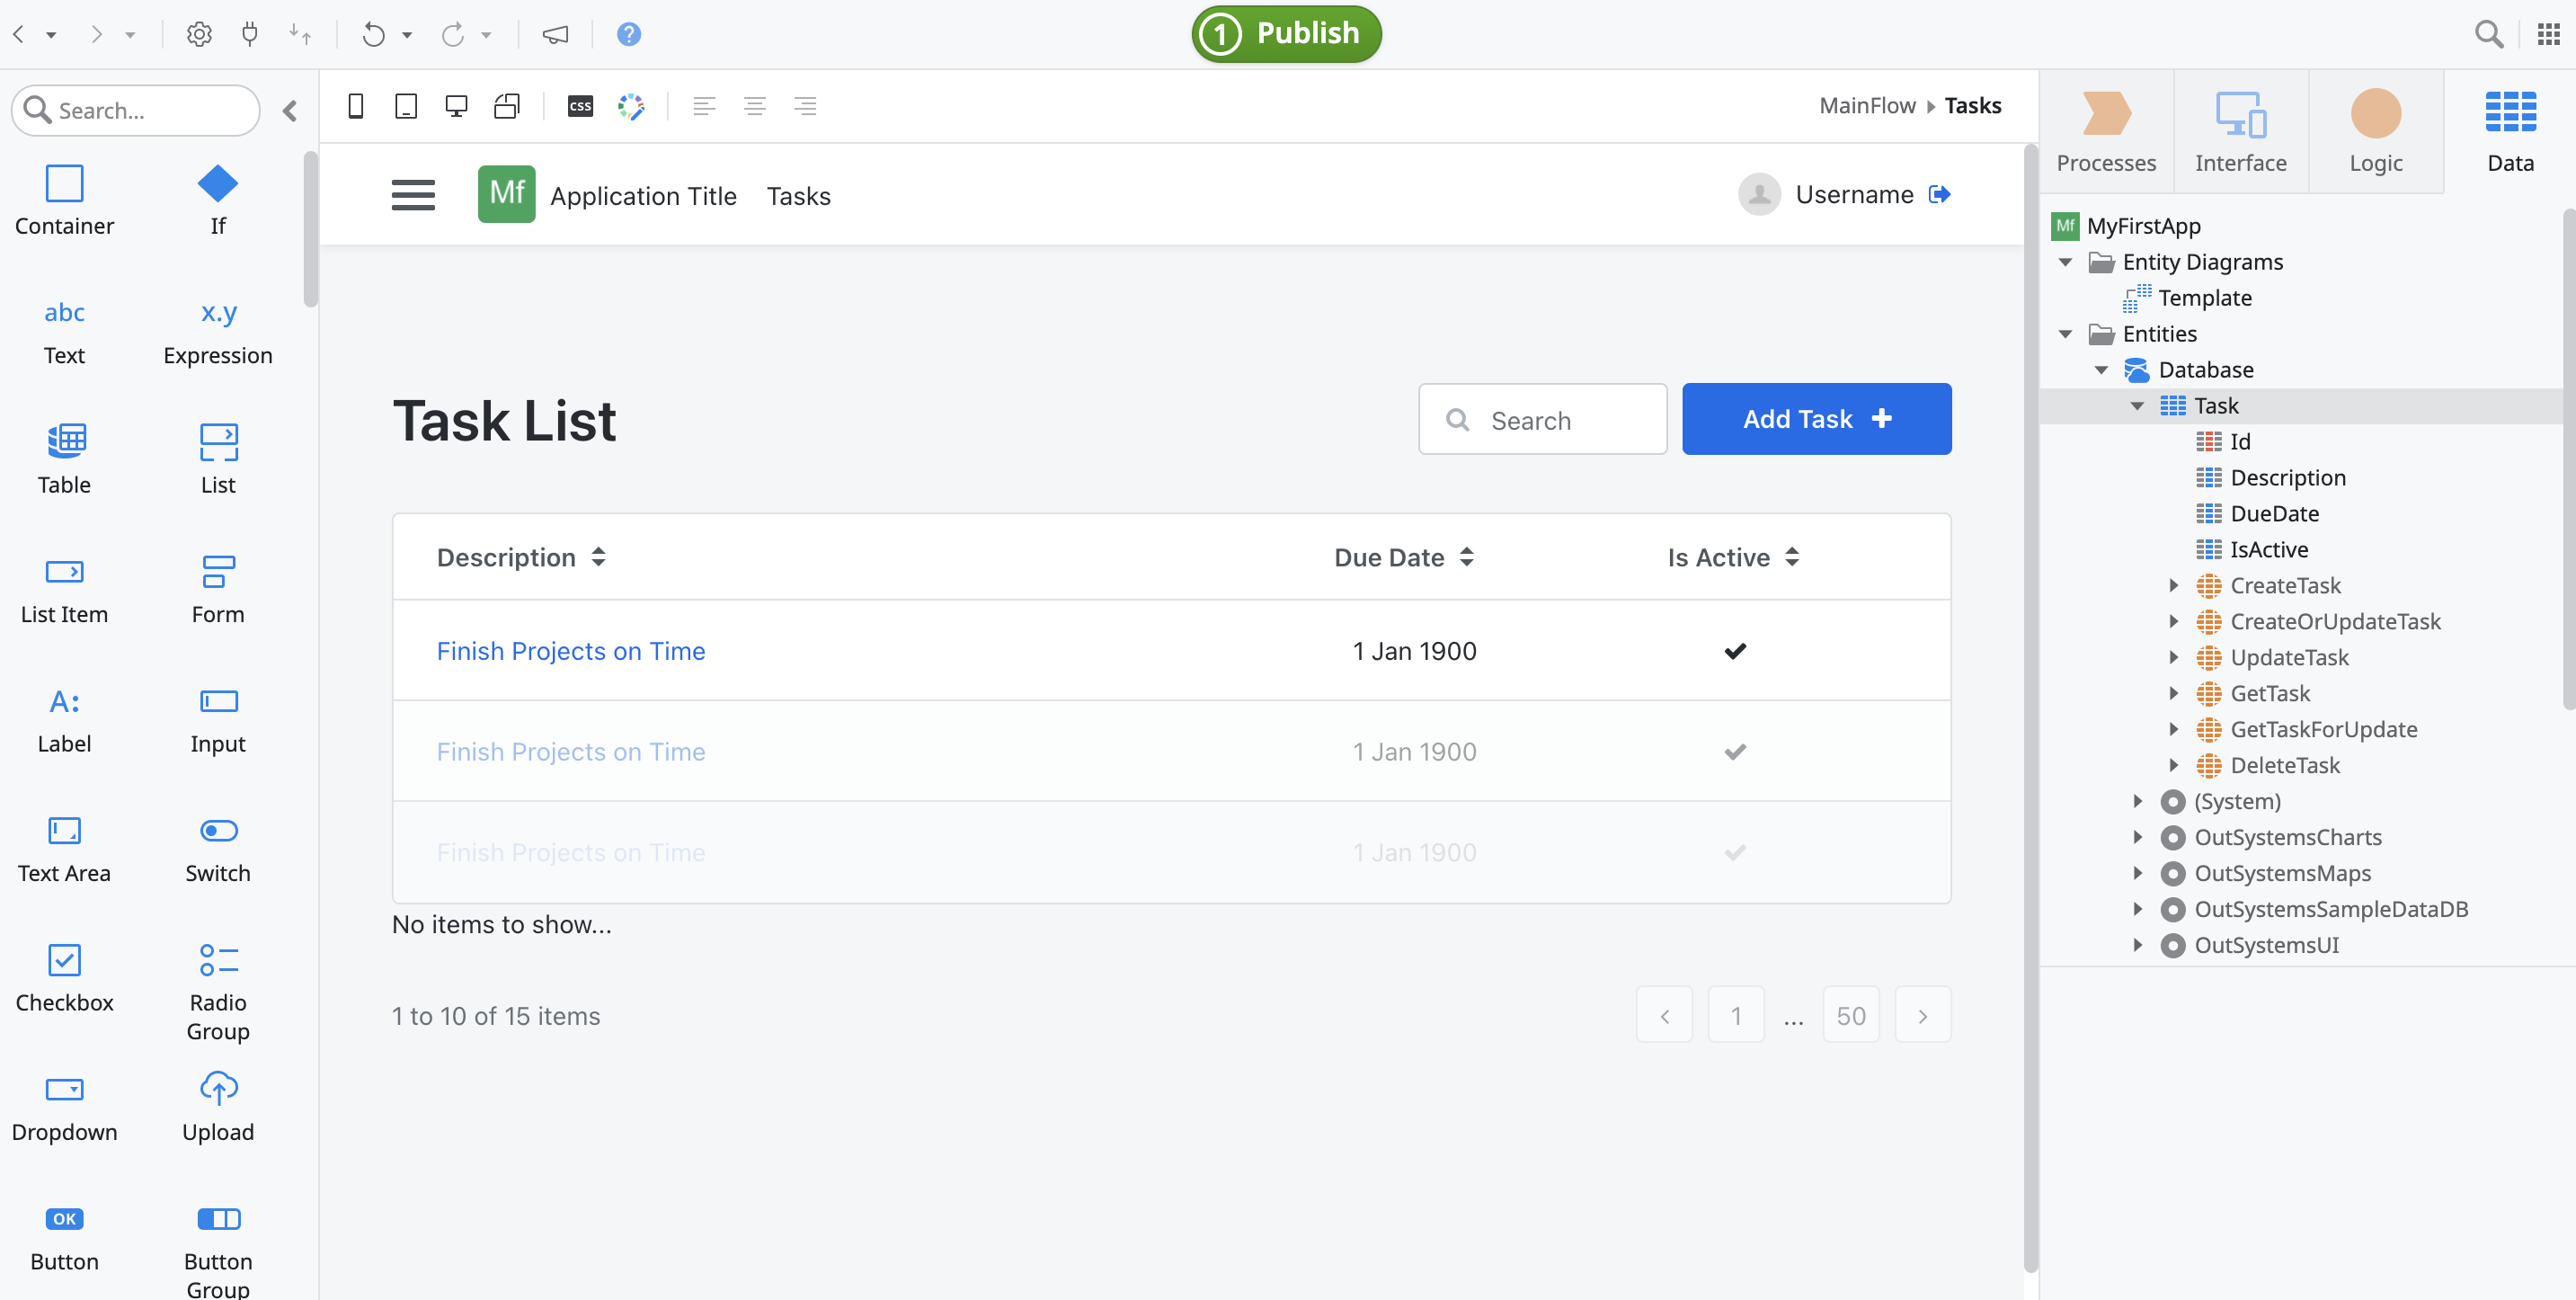 1 Publish
Search...
Container
If
abc
Text
x.y
Expression
Table
List
List Item
Form
A:
Label
Input
Text Area
Switch
Checkbox
Radio
Group
Dropdown
Upload
OK
Button
Button
Group
css
MainFlow Tasks
Mf Application Title Tasks
Username
Task List
Search
Add Task
Description Due Date Is Active
Finish Projects on Time 1 Jan 1900
Finish Projects on Time 1 Jan 1900
Finish Projects on Time 1 Jan 1900
No items to show...
1 to 10 of 15 items
1 ... 50
Processes Interface Logic Data
Mf MyFirstApp
Entity Diagrams
Template
Entities
Database
Task
Id
Description
DueDate
IsActive
CreateTask
CreateOrUpdateTask
UpdateTask
GetTask
GetTaskForUpdate
DeleteTask
(System)
OutSystemsCharts
OutSystemsMaps
OutSystemsSampleDataDB
OutSystemsUI